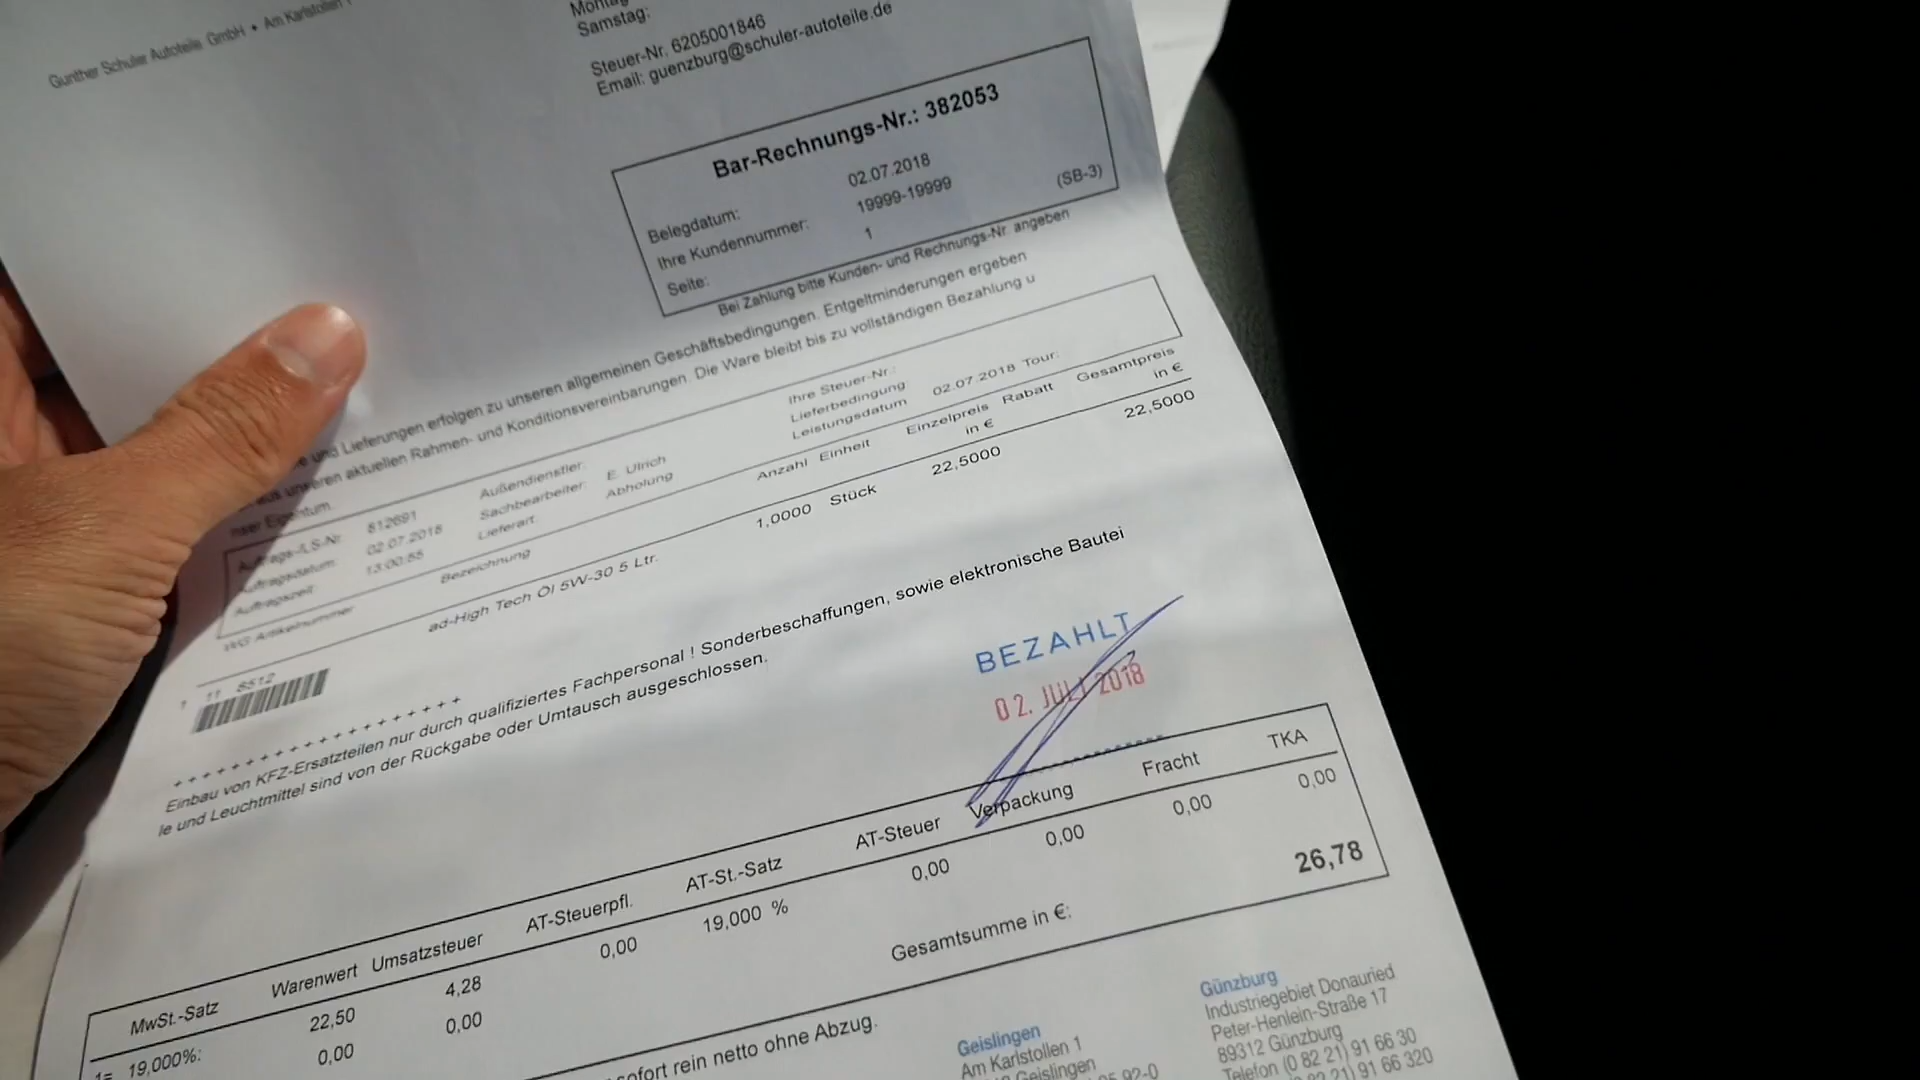 Gunther Schuler Autoteile GmbH • Am Karlstollen 1
Montag
Samstag:
Steuer-Nr. 6205001846
Email: guenzburg@schuler-autoteile.de
Bar-Rechnungs-Nr.: 382053
Belegdatum: 02.07.2018
Ihre Kundennummer: 19999-19999 (SB-3)
Seite: 1
Bei Zahlung bitte Kunden- und Rechnungs-Nr. angeben
e und Lieferungen erfolgen zu unseren allgemeinen Geschäftsbedingungen. Entgeltminderungen ergeben
aus unseren aktuellen Rahmen- und Konditionsvereinbarungen. Die Ware bleibt bis zu vollständigen Bezahlung u
nser Eigentum.
Auftrags-/LS-Nr. 812691 Außendienstler: Ihre Steuer-Nr.:
Auftragsdatum: 02.07.2018 Sachbearbeiter: E. Ulrich Lieferbedingung
Auftragszeit: 13:00:55 Lieferart: Abholung Leistungsdatum 02.07.2018 Tour:
WG Artikelnummer Bezeichnung Anzahl Einheit Einzelpreis in € Rabatt Gesamtpreis in €
1 11 8512 ad-High Tech Öl 5W-30 5 Ltr. 1,0000 Stück 22,5000 22,5000
+ + + + + + + + + + + + + + + + + + +
Einbau von KFZ-Ersatzteilen nur durch qualifiziertes Fachpersonal ! Sonderbeschaffungen, sowie elektronische Bautei
le und Leuchtmittel sind von der Rückgabe oder Umtausch ausgeschlossen.
BEZAHLT
02. JULI 2018
MwSt.-Satz Warenwert Umsatzsteuer AT-Steuerpfl. AT-St.-Satz AT-Steuer Verpackung Fracht TKA
1= 19,000%: 22,50 4,28 0,00 19,000 % 0,00 0,00 0,00 0,00
0,00 0,00
Gesamtsumme in €: 26,78
sofort rein netto ohne Abzug.
Geislingen
Am Karlstollen 1
Geislingen
Günzburg
Industriegebiet Donauried
Peter-Henlein-Straße 17
89312 Günzburg
Telefon (0 82 21) 91 66 30
91 66 320